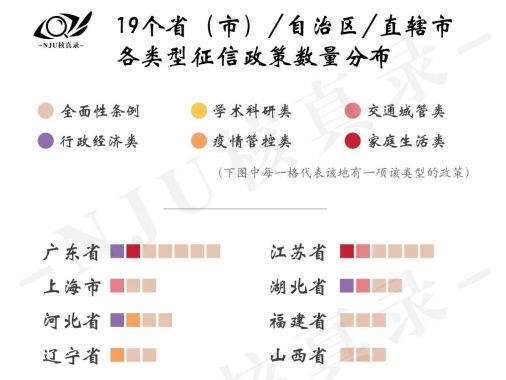 19个省（市）/自治区/直辖市
-NJU核真录-
各类型征信政策数量分布
全面性条例 学术科研类 交通城管类
行政经济类 疫情管控类 家庭生活类
（下图中每一格代表该地有一项该类型的政策）
广东省 江苏省
上海市 湖北省
河北省 福建省
辽宁省 山西省
-NJU核真录-